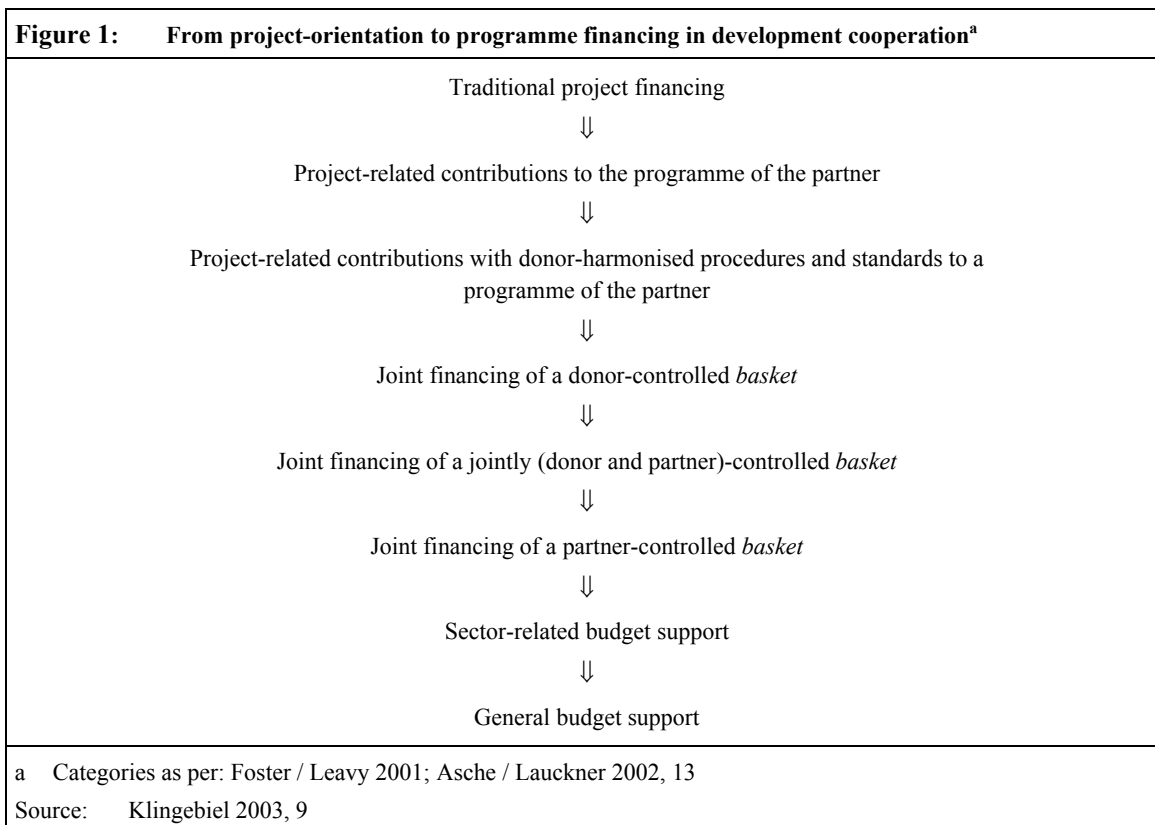 Figure 1: From project-orientation to programme financing in development cooperationa
Traditional project financing
⇓
Project-related contributions to the programme of the partner
⇓
Project-related contributions with donor-harmonised procedures and standards to a
programme of the partner
⇓
Joint financing of a donor-controlled basket
⇓
Joint financing of a jointly (donor and partner)-controlled basket
⇓
Joint financing of a partner-controlled basket
⇓
Sector-related budget support
⇓
General budget support
a Categories as per: Foster / Leavy 2001; Asche / Lauckner 2002, 13
Source: Klingebiel 2003, 9